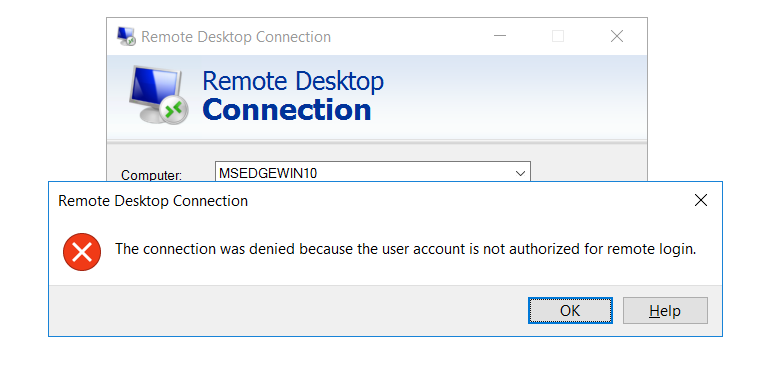 Remote Desktop Connection
Remote Desktop
Connection
Computer:
MSEDGEWIN10
Remote Desktop Connection
The connection was denied because the user account is not authorized for remote login.
OK
Help